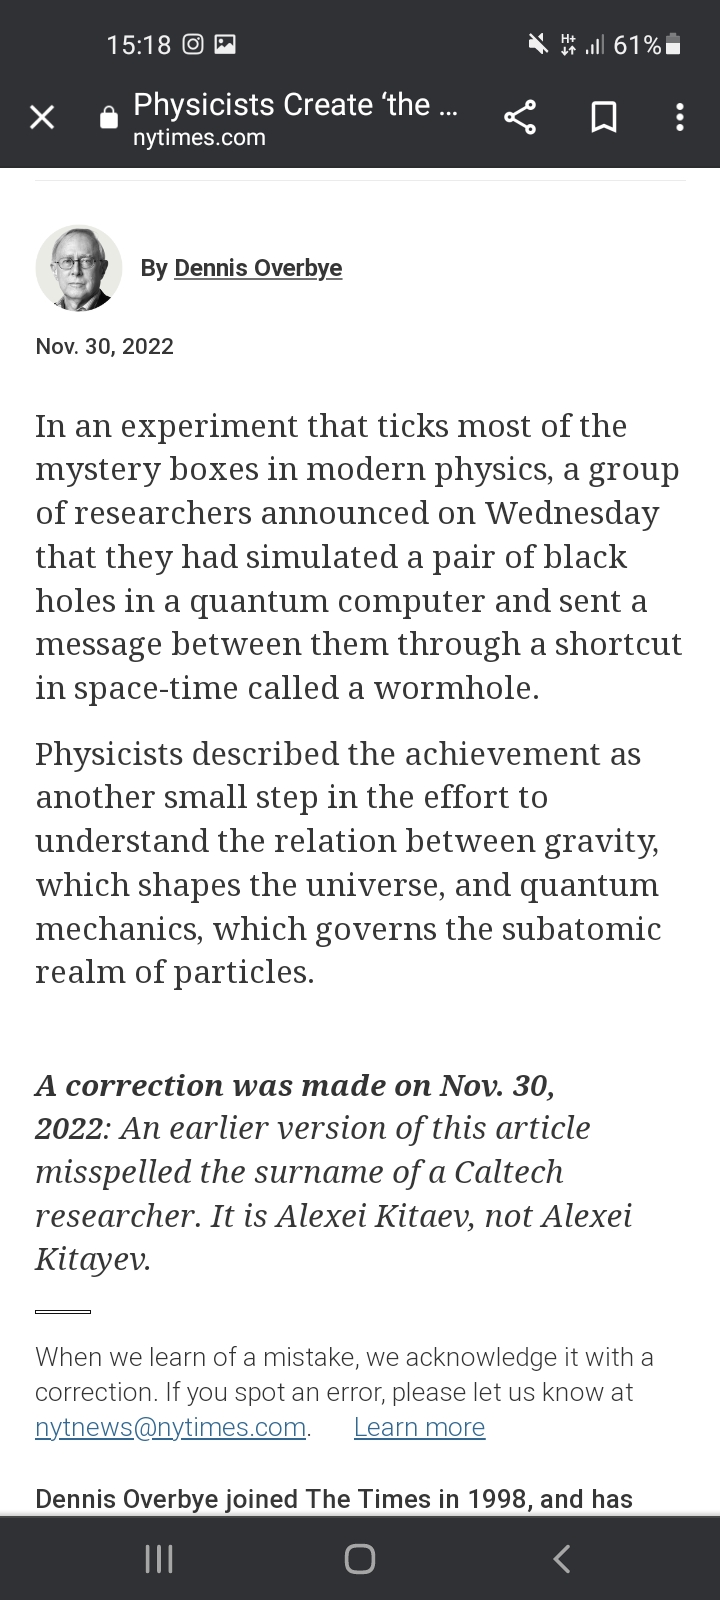 15:18
H+
61%
Physicists Create ‘the ...
nytimes.com
By Dennis Overbye
Nov. 30, 2022
In an experiment that ticks most of the
mystery boxes in modern physics, a group
of researchers announced on Wednesday
that they had simulated a pair of black
holes in a quantum computer and sent a
message between them through a shortcut
in space-time called a wormhole.
Physicists described the achievement as
another small step in the effort to
understand the relation between gravity,
which shapes the universe, and quantum
mechanics, which governs the subatomic
realm of particles.
A correction was made on Nov. 30,
2022: An earlier version of this article
misspelled the surname of a Caltech
researcher. It is Alexei Kitaev, not Alexei
Kitayev.
When we learn of a mistake, we acknowledge it with a
correction. If you spot an error, please let us know at
nytnews@nytimes.com. Learn more
Dennis Overbye joined The Times in 1998, and has